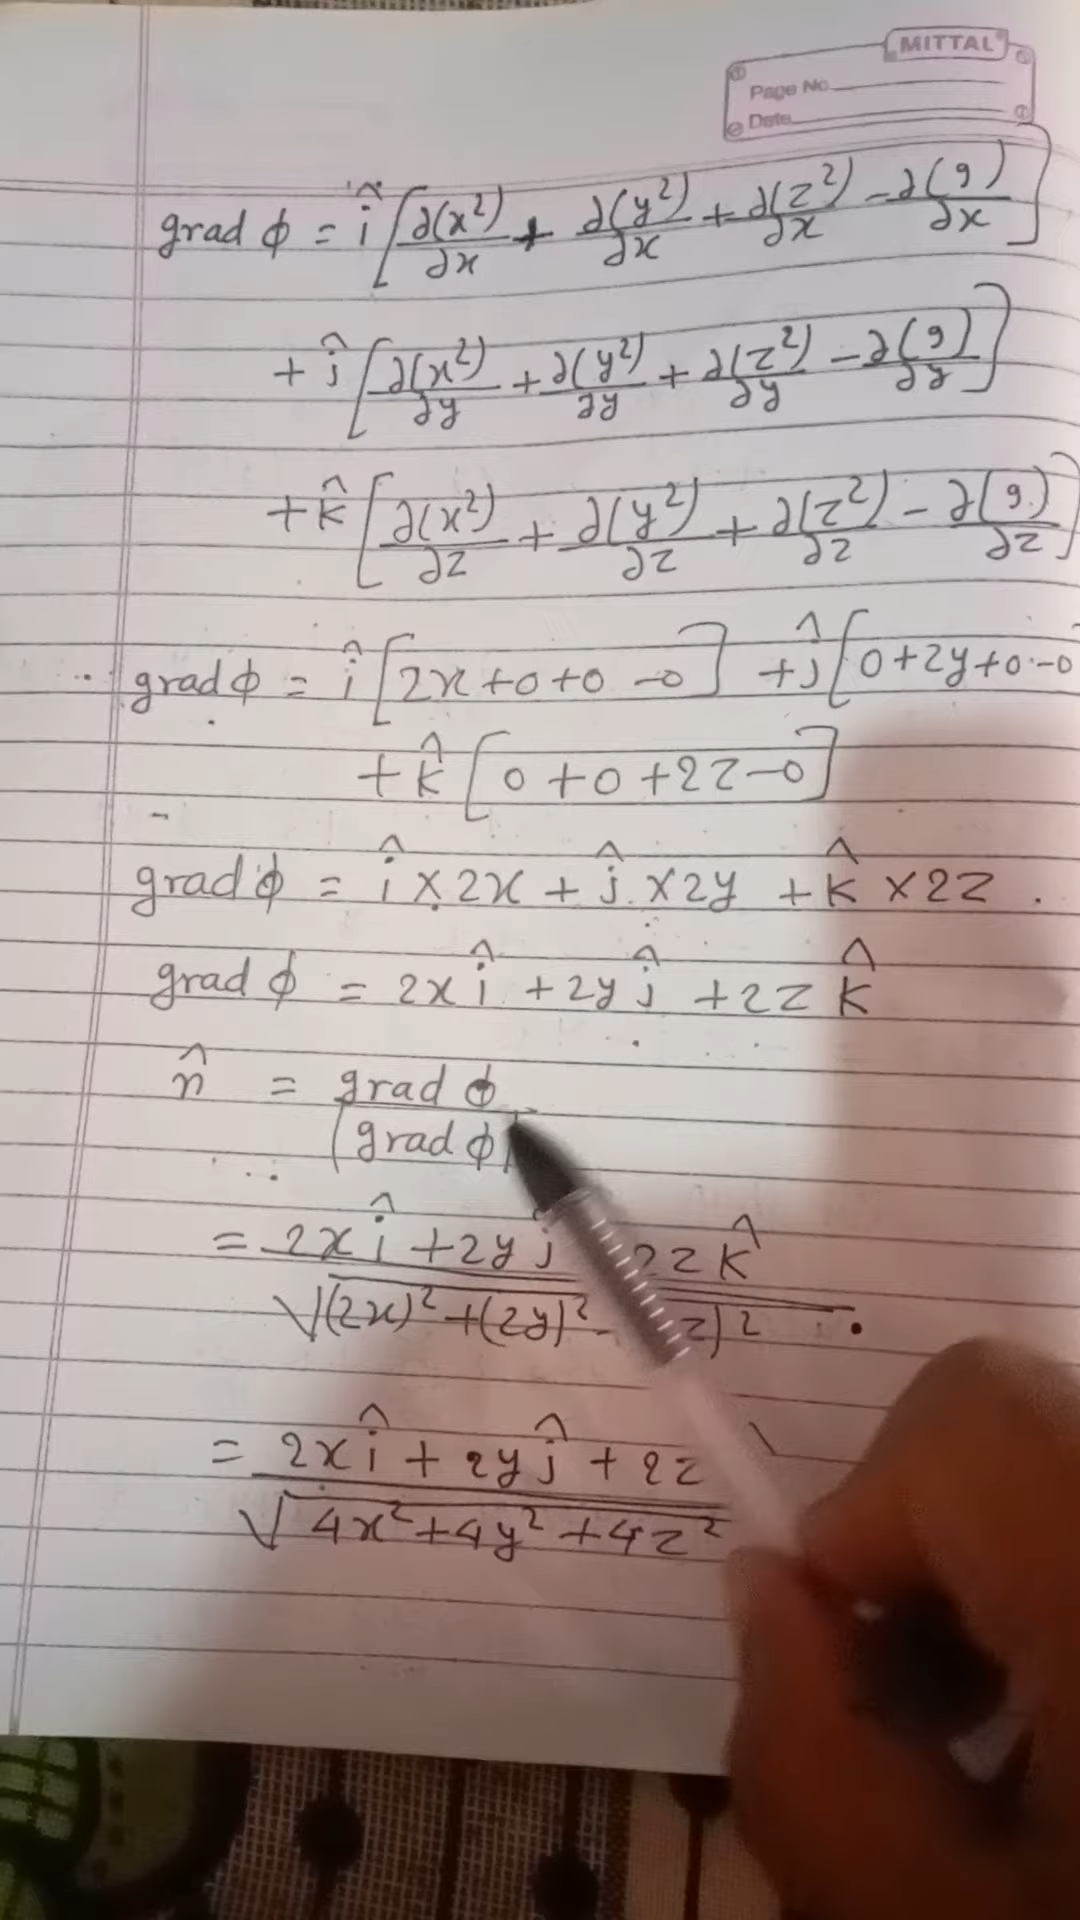 MITTAL
Page No.
Date
grad ϕ = î [∂(x²)/∂x + ∂(y²)/∂x + ∂(z²)/∂x - ∂(9)/∂x]
+ ĵ [∂(x²)/∂y + ∂(y²)/∂y + ∂(z²)/∂y - ∂(9)/∂y]
+ k̂ [∂(x²)/∂z + ∂(y²)/∂z + ∂(z²)/∂z - ∂(9)/∂z]
grad ϕ = î [2x+0+0-0] + ĵ [0+2y+0-0
+ k̂ [0+0+2z-0]
grad ϕ = î × 2x + ĵ × 2y + k̂ × 2z
grad ϕ = 2x î + 2y ĵ + 2z k̂
n̂ = grad ϕ
|grad ϕ|
= 2x î + 2y ĵ 2z k̂
√(2x)² + (2y)² z)²
= 2x î + 2y ĵ + 2z
√4x² + 4y² + 4z²